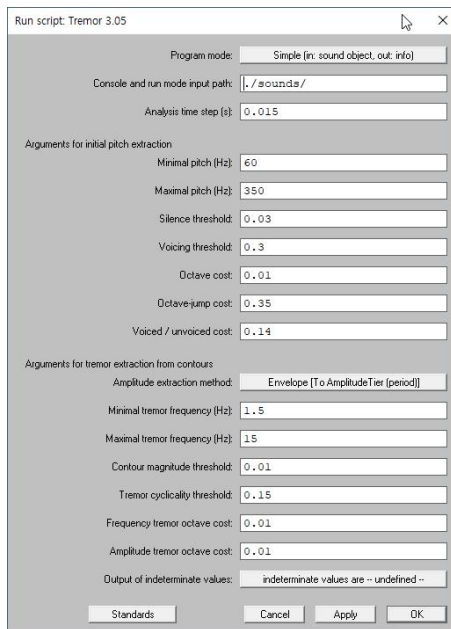 Run script: Tremor 3.05
Program mode: Simple (in: sound object, out: info)
Console and run mode input path: ./sounds/
Analysis time step (s): 0.015
Arguments for initial pitch extraction
Minimal pitch (Hz): 60
Maximal pitch (Hz): 350
Silence threshold: 0.03
Voicing threshold: 0.3
Octave cost: 0.01
Octave-jump cost: 0.35
Voiced / unvoiced cost: 0.14
Arguments for tremor extraction from contours
Amplitude extraction method: Envelope [To AmplitudeTier (period)]
Minimal tremor frequency (Hz): 1.5
Maximal tremor frequency (Hz): 15
Contour magnitude threshold: 0.01
Tremor cyclicality threshold: 0.15
Frequency tremor octave cost: 0.01
Amplitude tremor octave cost: 0.01
Output of indeterminate values: indeterminate values are -- undefined --
Standards Cancel Apply OK